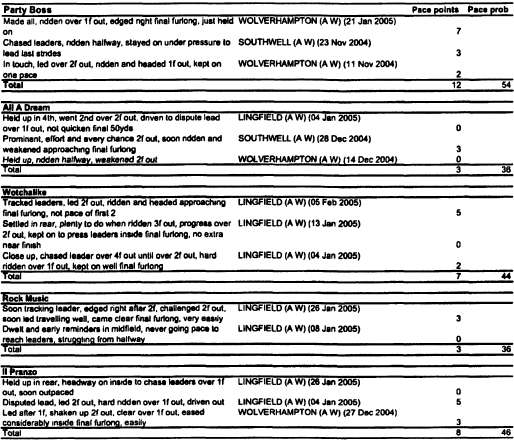 Pace points Pace prob
Party Boss
Made all, ridden over 1f out, edged right final furlong, just held WOLVERHAMPTON (A W) (21 Jan 2005)
on 7
Chased leaders, ridden halfway, stayed on under pressure to SOUTHWELL (A W) (23 Nov 2004)
lead last strides 3
In touch, led over 2f out, ridden and headed 1f out, kept on WOLVERHAMPTON (A W) (11 Nov 2004)
one pace 2
Total 12 54
All A Dream
Held up in 4th, went 2nd over 2f out, driven to dispute lead LINGFIELD (A W) (04 Jan 2005)
over 1f out, not quicken final 50yds 0
Prominent, effort and every chance 2f out, soon ridden and SOUTHWELL (A W) (28 Dec 2004)
weakened approaching final furlong 3
Held up, ridden halfway, weakened 2f out WOLVERHAMPTON (A W) (14 Dec 2004) 0
Total 3 36
Wotchalike
Tracked leaders, led 2f out, ridden and headed approaching LINGFIELD (A W) (05 Feb 2005)
final furlong, not pace of first 2 5
Settled in rear, plenty to do when ridden 3f out, progress over LINGFIELD (A W) (13 Jan 2005)
2f out, kept on to press leaders inside final furlong, no extra
near finish 0
Close up, chased leader over 4f out until over 2f out, hard LINGFIELD (A W) (04 Jan 2005)
ridden over 1f out, kept on well final furlong 2
Total 7 44
Rock Music
Soon tracking leader, edged right after 2f, challenged 2f out, LINGFIELD (A W) (26 Jan 2005)
soon led travelling well, came clear final furlong, very easily 3
Dwelt and early reminders in midfield, never going pace to LINGFIELD (A W) (08 Jan 2005)
reach leaders, struggling from halfway 0
Total 3 36
Il Pranzo
Held up in rear, headway on inside to chase leaders over 1f LINGFIELD (A W) (26 Jan 2005)
out, soon outpaced 0
Disputed lead, led 2f out, hard ridden over 1f out, driven out LINGFIELD (A W) (04 Jan 2005) 5
Led after 1f, shaken up 2f out, clear over 1f out, eased WOLVERHAMPTON (A W) (27 Dec 2004)
considerably inside final furlong, easily 3
Total 8 46